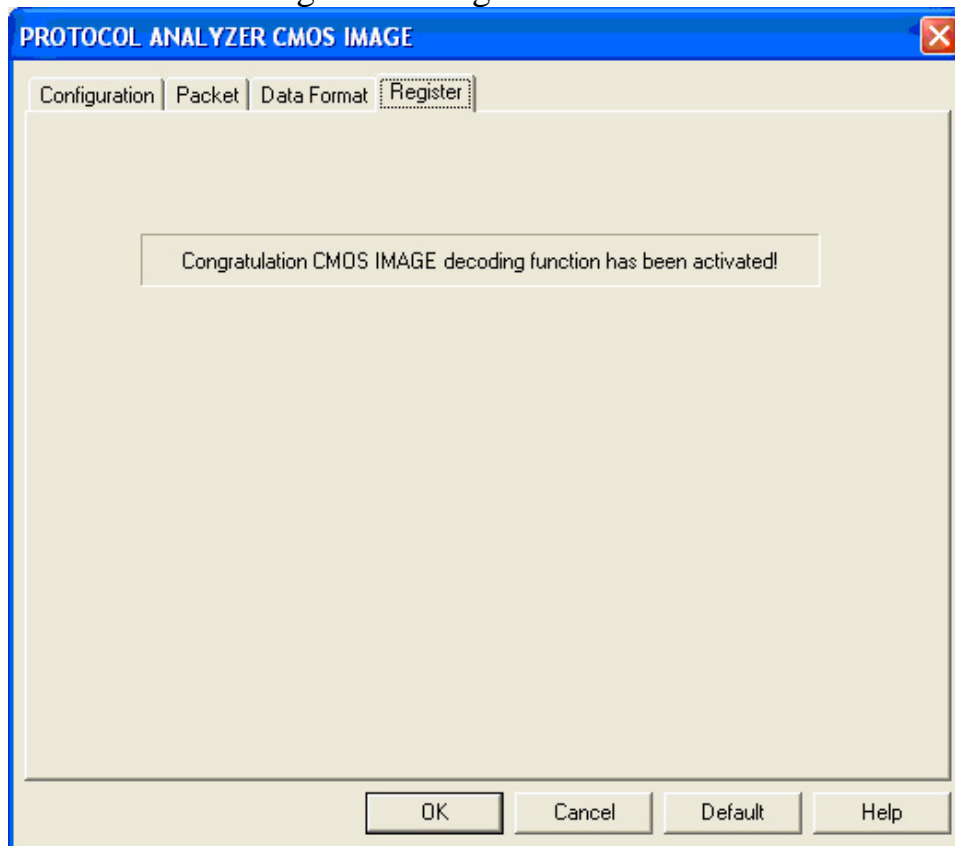 PROTOCOL ANALYZER CMOS IMAGE
Configuration Packet Data Format Register
Congratulation CMOS IMAGE decoding function has been activated!
OK Cancel Default Help